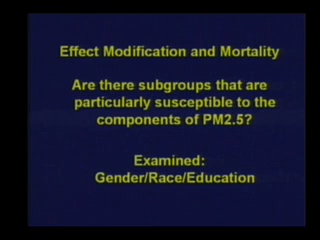 Effect Modification and Mortality
Are there subgroups that are
particularly susceptible to the
components of PM2.5?
Examined:
Gender/Race/Education